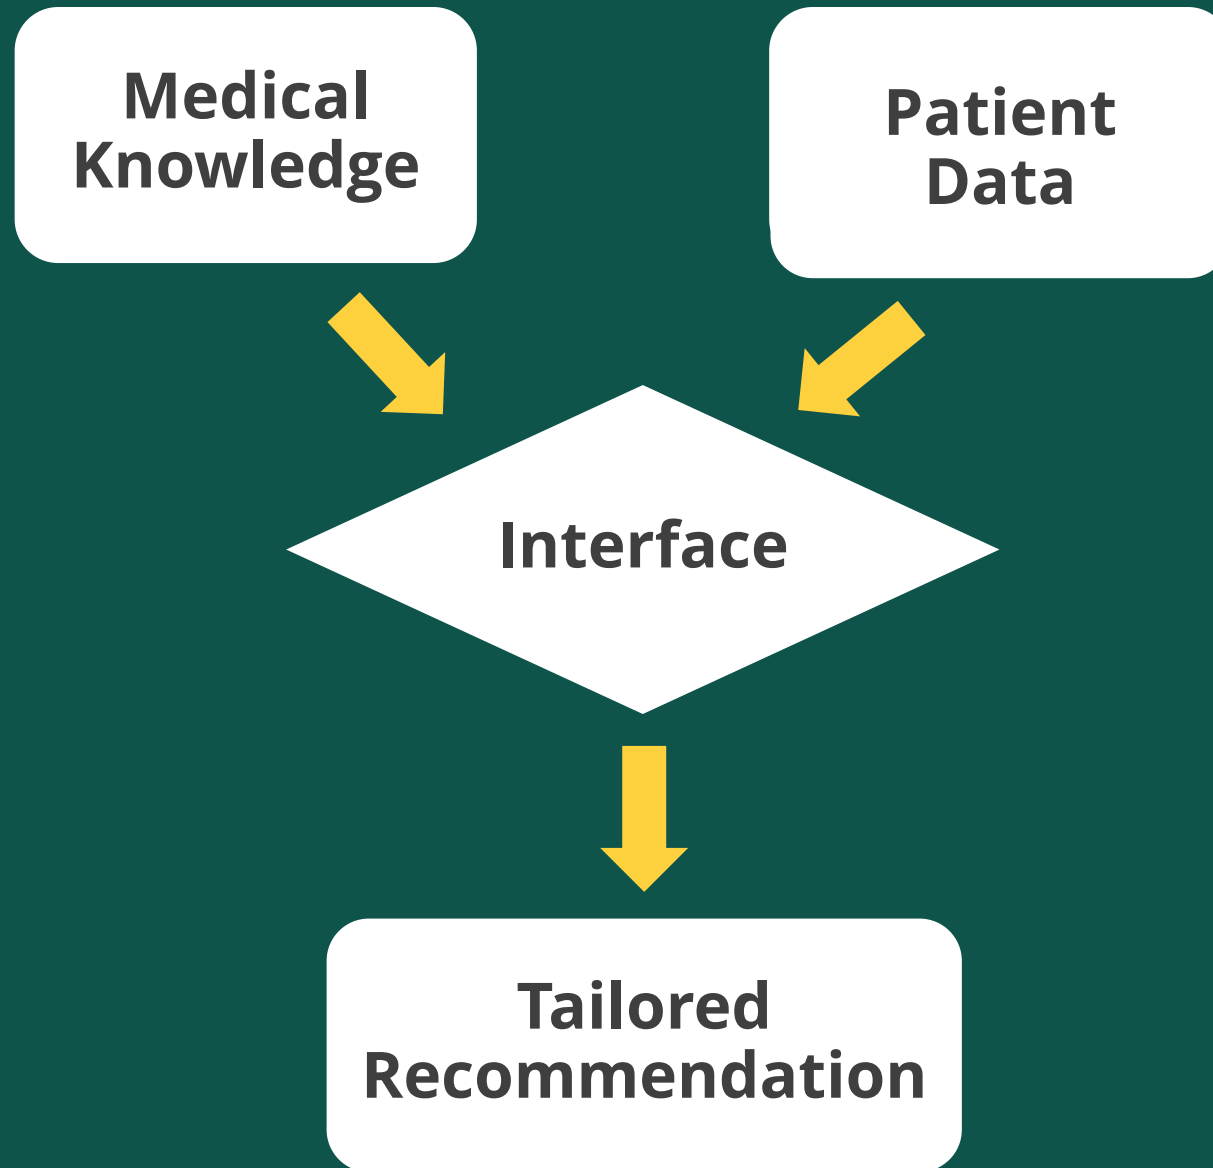 Medical
Knowledge
Patient
Data
Interface
Tailored
Recommendation